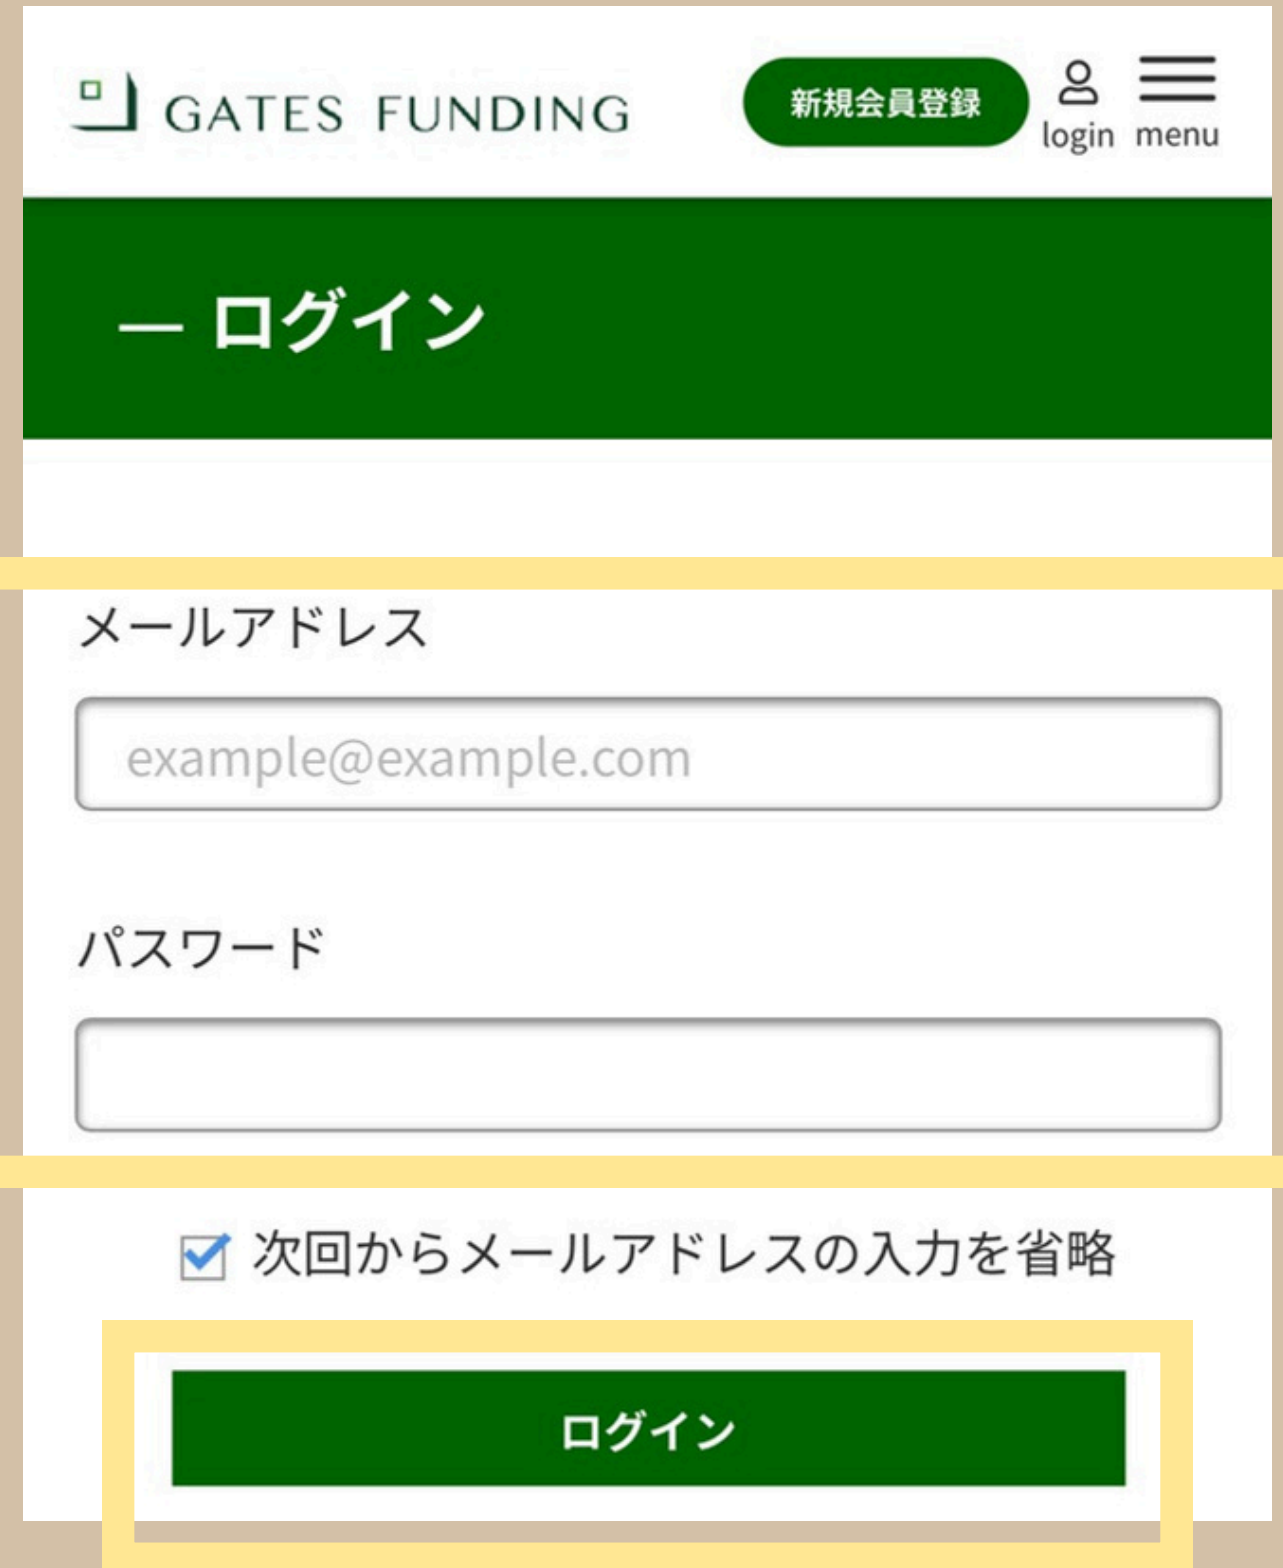 GATES FUNDING
新規会員登録
login
menu
— ログイン
メールアドレス
example@example.com
パスワード
次回からメールアドレスの入力を省略
ログイン